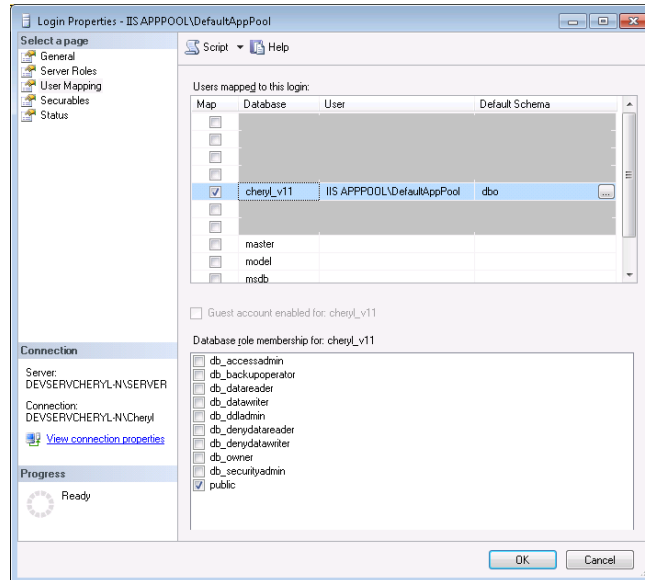 Login Properties - IIS APPPOOL\DefaultAppPool
Select a page
General
Server Roles
User Mapping
Securables
Status
Script
Help
Users mapped to this login:
Map Database User Default Schema
cheryl_v11 IIS APPPOOL\DefaultAppPool dbo ...
master
model
msdb
Guest account enabled for: cheryl_v11
Database role membership for: cheryl_v11
db_accessadmin
db_backupoperator
db_datareader
db_datawriter
db_ddladmin
db_denydatareader
db_denydatawriter
db_owner
db_securityadmin
public
Connection
Server:
DEVSERVCHERYL-N\SERVER
Connection:
DEVSERVCHERYL-N\Cheryl
View connection properties
Progress
Ready
OK
Cancel